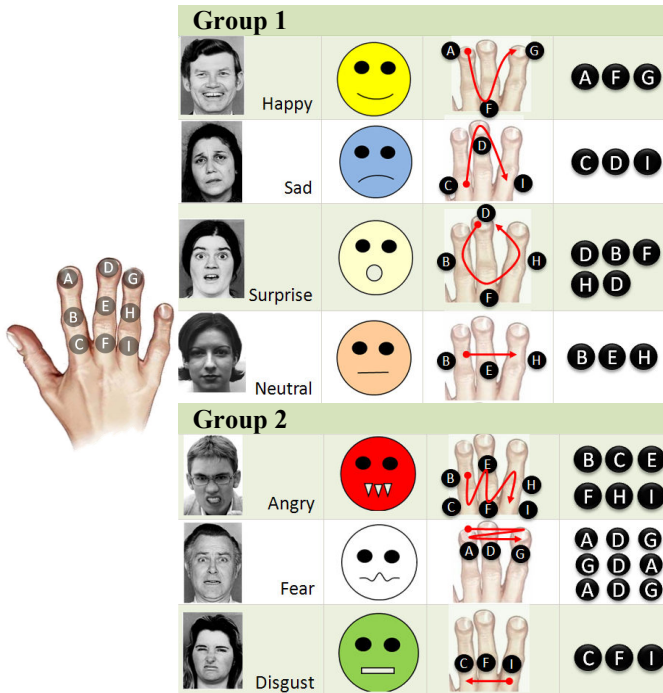 Group 1
Happy
A G
F
A F G
Sad
D
C I
C D I
A D G
B E H
C F I
Surprise
D
B H
F
D B F
H D
Neutral
B E H
B E H
Group 2
Angry
E
B H
C F I
B C E
F H I
Fear
A D G
A D G
G D A
A D G
Disgust
C F I
C F I